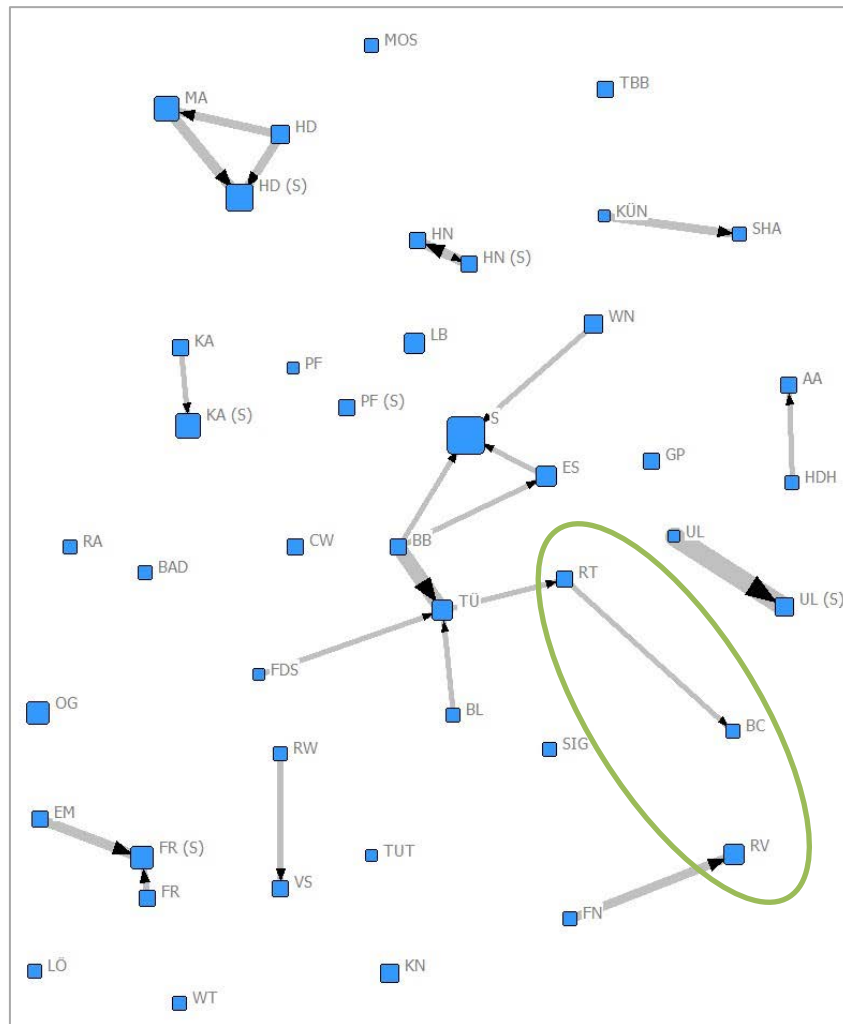 MOS
TBB
MA
HD
HD (S)
KÜN
SHA
HN
HN (S)
WN
LB
KA
PF
AA
PF (S)
KA (S)
S
GP
ES
HDH
UL
RA
BAD
CW
BB
RT
UL (S)
TÜ
FDS
OG
BL
BC
RW
SIG
EM
FR (S)
TUT
RV
FR
VS
FN
LÖ
WT
KN